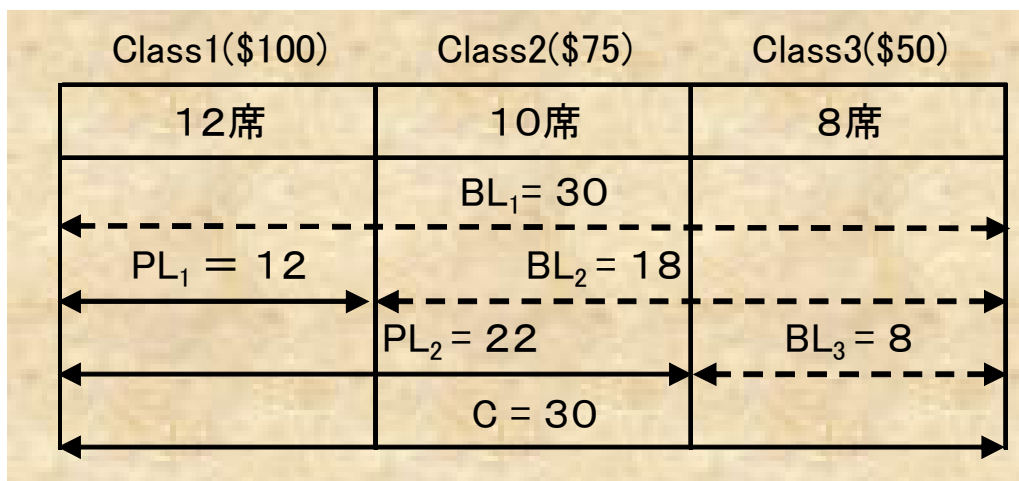 Class1($100) Class2($75) Class3($50)
12席 10席 8席
BL₁= 30
PL₁ = 12 BL₂ = 18
PL₂ = 22 BL₃ = 8
C = 30